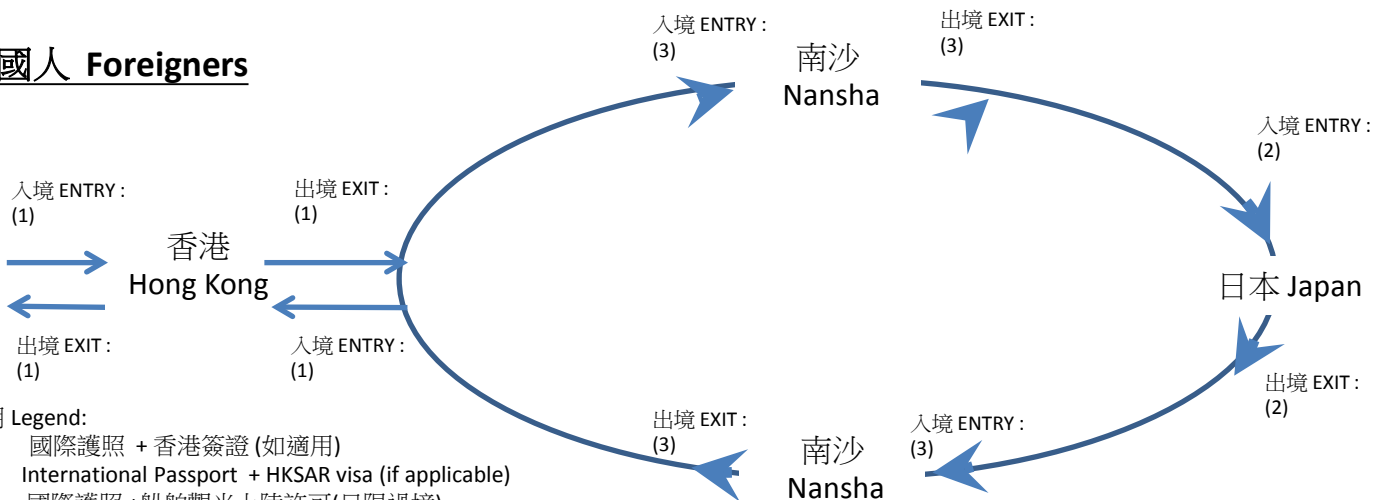 國人 Foreigners
入境 ENTRY :
(3)
南沙
Nansha
出境 EXIT :
(3)
入境 ENTRY :
(2)
入境 ENTRY :
(1)
出境 EXIT :
(1)
香港
Hong Kong
日本 Japan
出境 EXIT :
(1)
入境 ENTRY :
(1)
出境 EXIT :
(2)
出境 EXIT :
(3)
南沙
Nansha
入境 ENTRY :
(3)
Legend:
國際護照 + 香港簽證 (如適用)
International Passport + HKSAR visa (if applicable)